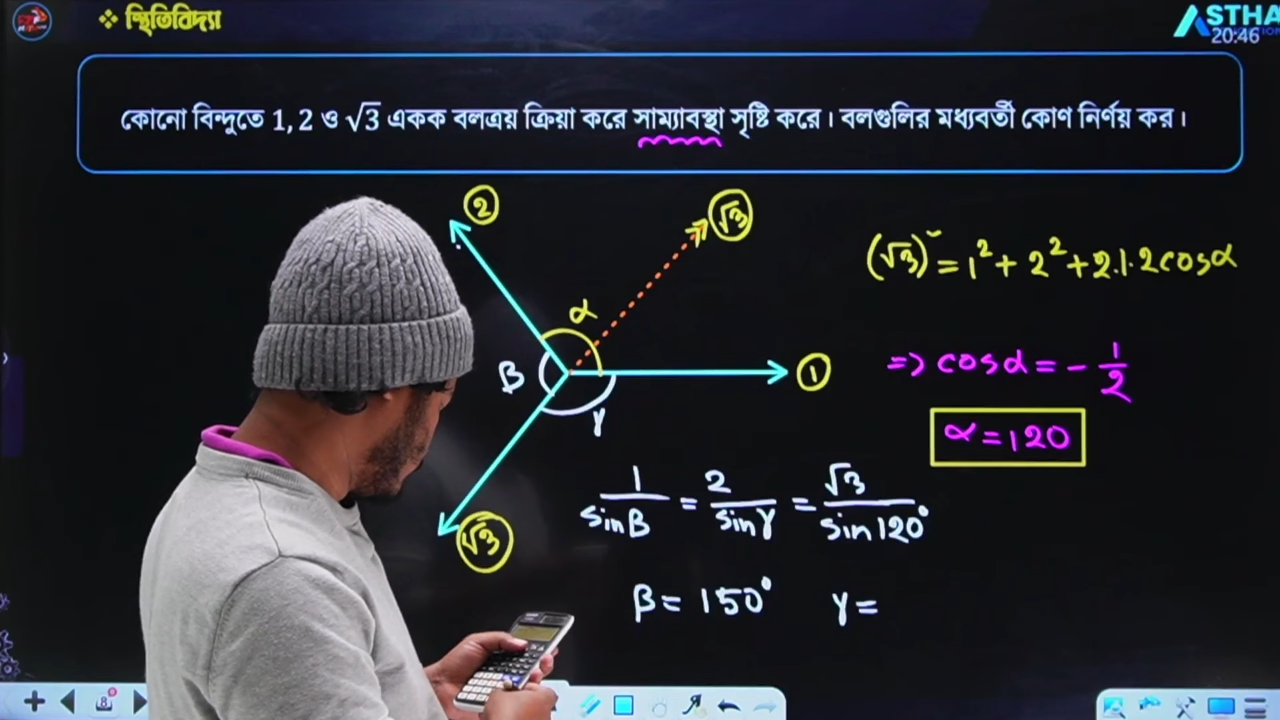 ❖ স্থিতিবিদ্যা
ASTHA
20:46
কোনো বিন্দুতে 1, 2 ও √3 একক বলত্রয় ক্রিয়া করে সাম্যাবস্থা সৃষ্টি করে। বলগুলির মধ্যবর্তী কোণ নির্ণয় কর।
2
√3
α
β
γ
1
√3
(√3)² = 1² + 2² + 2.1.2cosα
=> cosα = - 1/2
α = 120
1/sinβ = 2/sinγ = √3/sin120°
β = 150° γ =
8